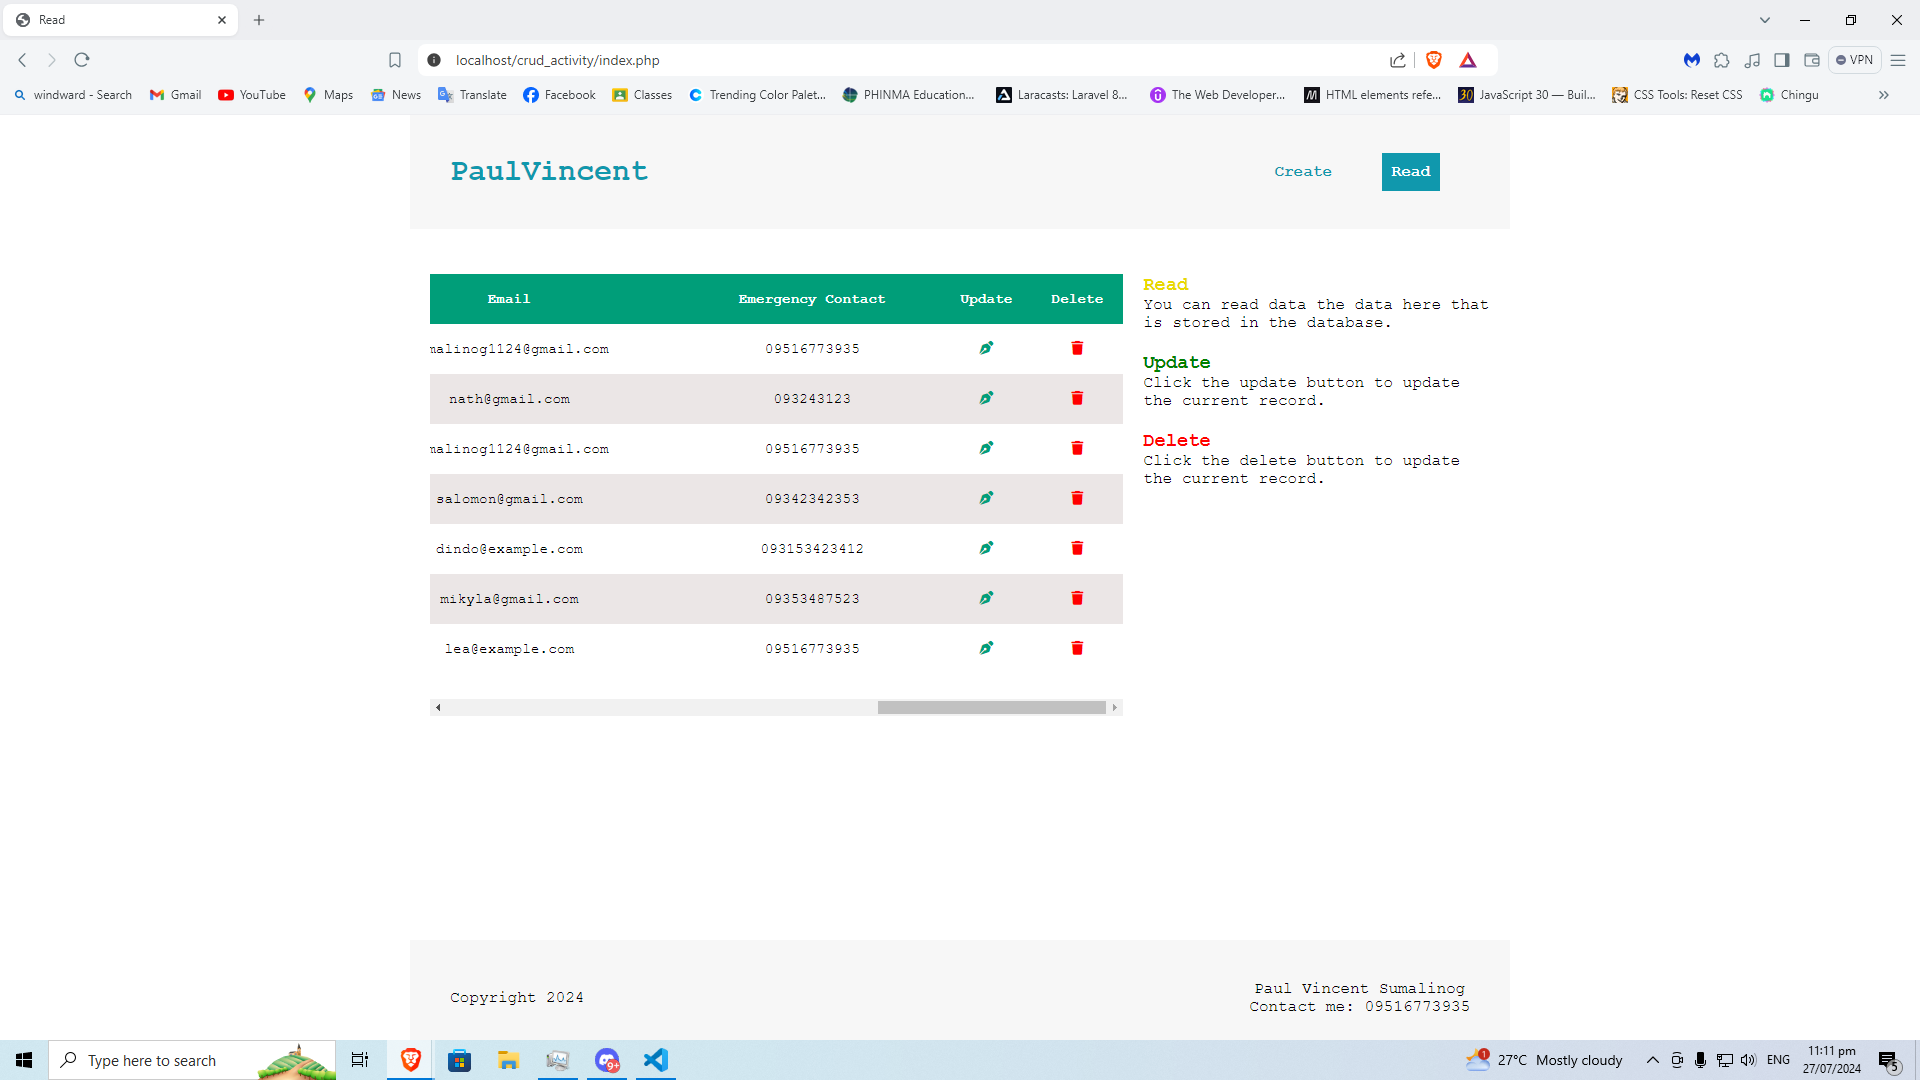 Read
localhost/crud_activity/index.php
VPN
windward - Search
Gmail
YouTube
Maps
News
Translate
Facebook
Classes
Trending Color Palet...
PHINMA Education...
Laracasts: Laravel 8...
The Web Developer...
HTML elements refe...
JavaScript 30 — Buil...
CSS Tools: Reset CSS
Chingu
PaulVincent
Create
Read
Email Emergency Contact Update Delete
malinog1124@gmail.com 09516773935
nath@gmail.com 093243123
malinog1124@gmail.com 09516773935
salomon@gmail.com 09342342353
dindo@example.com 093153423412
mikyla@gmail.com 09353487523
lea@example.com 09516773935
Read
You can read data the data here that
is stored in the database.
Update
Click the update button to update
the current record.
Delete
Click the delete button to update
the current record.
Copyright 2024
Paul Vincent Sumalinog
Contact me: 09516773935
Type here to search
9+
1
27°C Mostly cloudy
ENG
11:11 pm
27/07/2024
5